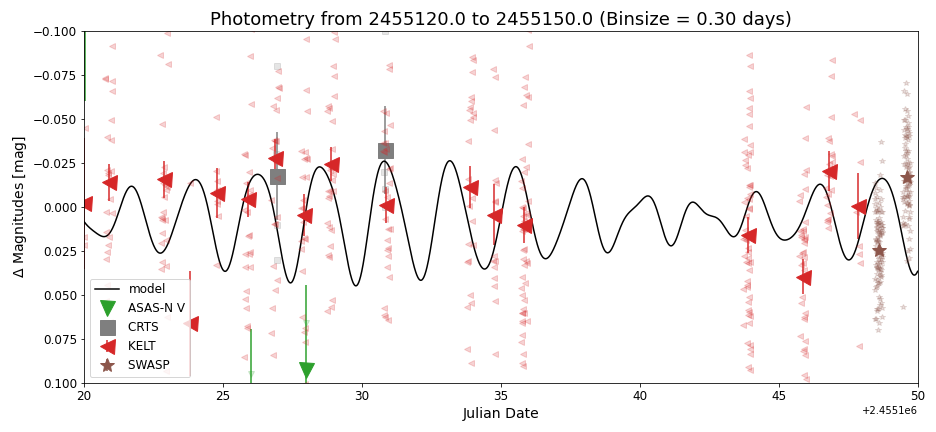 Photometry from 2455120.0 to 2455150.0 (Binsize = 0.30 days)
−0.100
−0.075
−0.050
−0.025
0.000
0.025
0.050
0.075
0.100
Δ Magnitudes [mag]
model
ASAS-N V
CRTS
KELT
SWASP
20 25 30 35 40 45 50
Julian Date
+2.4551e6